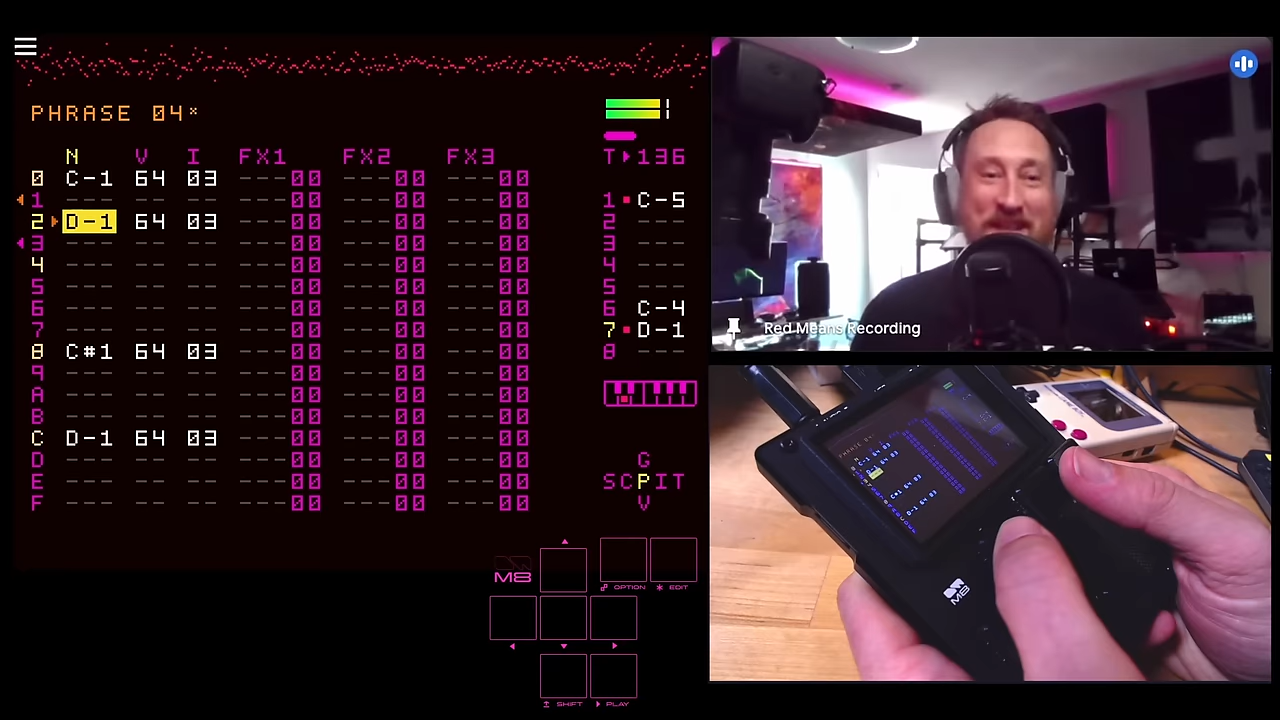 PHRASE 04*
N V I FX1 FX2 FX3 T▸136
0 C-1 64 03 ---00 ---00 ---00
1 --- -- -- ---00 ---00 ---00 1 C-5
2 D-1 64 03 ---00 ---00 ---00 2 ---
3 --- -- -- ---00 ---00 ---00 3 ---
4 --- -- -- ---00 ---00 ---00 4 ---
5 --- -- -- ---00 ---00 ---00 5 ---
6 --- -- -- ---00 ---00 ---00 6 C-4
7 --- -- -- ---00 ---00 ---00 7 D-1
8 C#1 64 03 ---00 ---00 ---00 8 ---
9 --- -- -- ---00 ---00 ---00
A --- -- -- ---00 ---00 ---00
B --- -- -- ---00 ---00 ---00
C D-1 64 03 ---00 ---00 ---00
D --- -- -- ---00 ---00 ---00 G
E --- -- -- ---00 ---00 ---00 SCPIT
F --- -- -- ---00 ---00 ---00 V
M8
OPTION * EDIT
SHIFT PLAY
Red Means Recording
M8